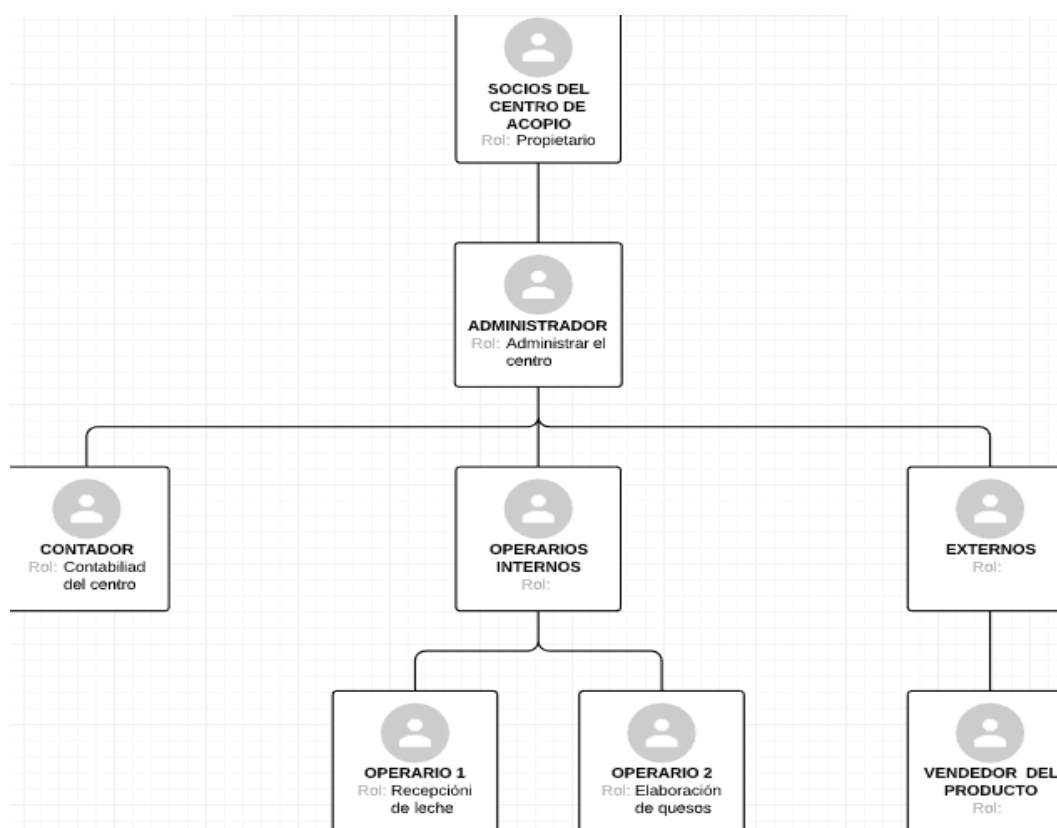 SOCIOS DEL
CENTRO DE
ACOPIO
Rol: Propietario
ADMINISTRADOR
Rol: Administrar el
centro
CONTADOR
Rol: Contabiliad
del centro
OPERARIOS
INTERNOS
Rol:
EXTERNOS
Rol:
OPERARIO 1
Rol: Recepcióni
de leche
OPERARIO 2
Rol: Elaboración
de quesos
VENDEDOR DEL
PRODUCTO
Rol: